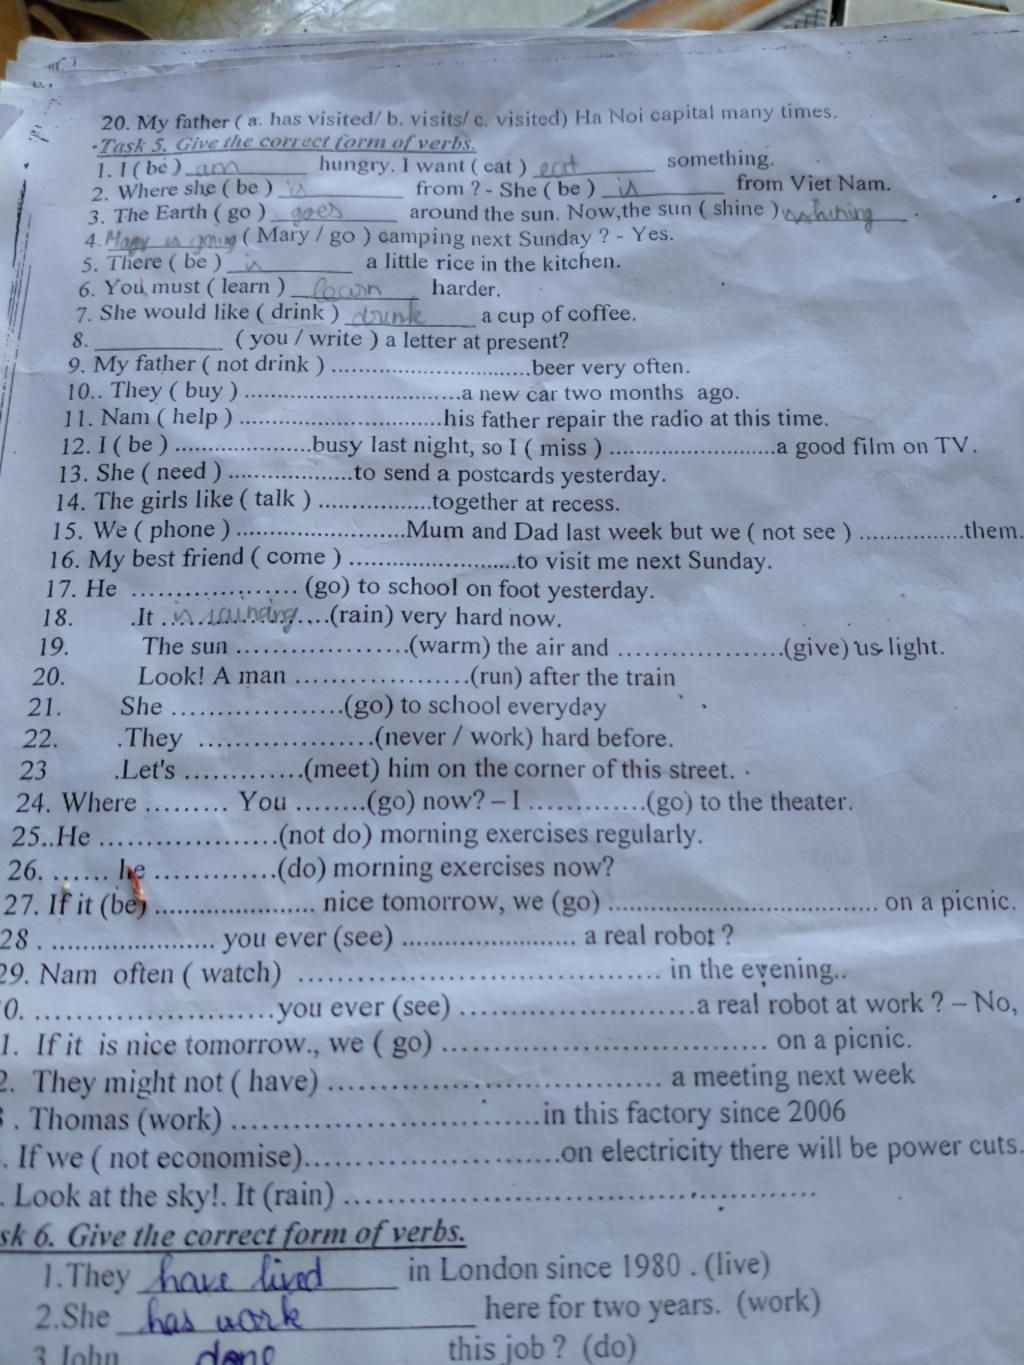 20. My father ( a. has visited/ b. visits/ c. visited) Ha Noi capital many times.
Task 5. Give the correct form of verbs.
1. I ( be ) am hungry. I want ( eat ) eat something.
2. Where she ( be ) is from ? - She ( be ) is from Viet Nam.
3. The Earth ( go ) goes around the sun. Now,the sun ( shine ) is shining .
4. Mary is going ( Mary / go ) camping next Sunday ? - Yes.
5. There ( be ) is a little rice in the kitchen.
6. You must ( learn ) learn harder.
7. She would like ( drink ) drink a cup of coffee.
8. ____________ ( you / write ) a letter at present?
9. My father ( not drink ) ..............................beer very often.
10.. They ( buy ) .................................a new car two months ago.
11. Nam ( help ) ...............................his father repair the radio at this time.
12. I ( be ) .....................busy last night, so I ( miss ) .........................a good film on TV.
13. She ( need ) ...................to send a postcards yesterday.
14. The girls like ( talk ) .................together at recess.
15. We ( phone ) ..........................Mum and Dad last week but we ( not see ) ................them.
16. My best friend ( come ) .........................to visit me next Sunday.
17. He .................... (go) to school on foot yesterday.
18. .It is rainning....(rain) very hard now.
19. The sun ....................(warm) the air and ....................(give) us light.
20. Look! A man ....................(run) after the train
21. She ....................(go) to school everyday
22. .They ....................(never / work) hard before.
23 .Let's .............(meet) him on the corner of this street.
24. Where ......... You ........(go) now? – I .............(go) to the theater.
25..He ....................(not do) morning exercises regularly.
26. ...... he .............(do) morning exercises now?
27. If it (be) ..................... nice tomorrow, we (go) ................................... on a picnic.
28 . ..................... you ever (see) ...................... a real robot ?
29. Nam often ( watch) .......................................... in the evening..
0. ............................you ever (see) ...........................a real robot at work ? – No,
1. If it is nice tomorrow., we ( go) ...................................... on a picnic.
2. They might not ( have) ....................................... a meeting next week
. Thomas (work) ...................................in this factory since 2006
. If we ( not economise)..............................on electricity there will be power cuts.
. Look at the sky!. It (rain) ......................................................
sk 6. Give the correct form of verbs.
1.They have lived in London since 1980 . (live)
2.She has work here for two years. (work)
3 John done this job ? (do)